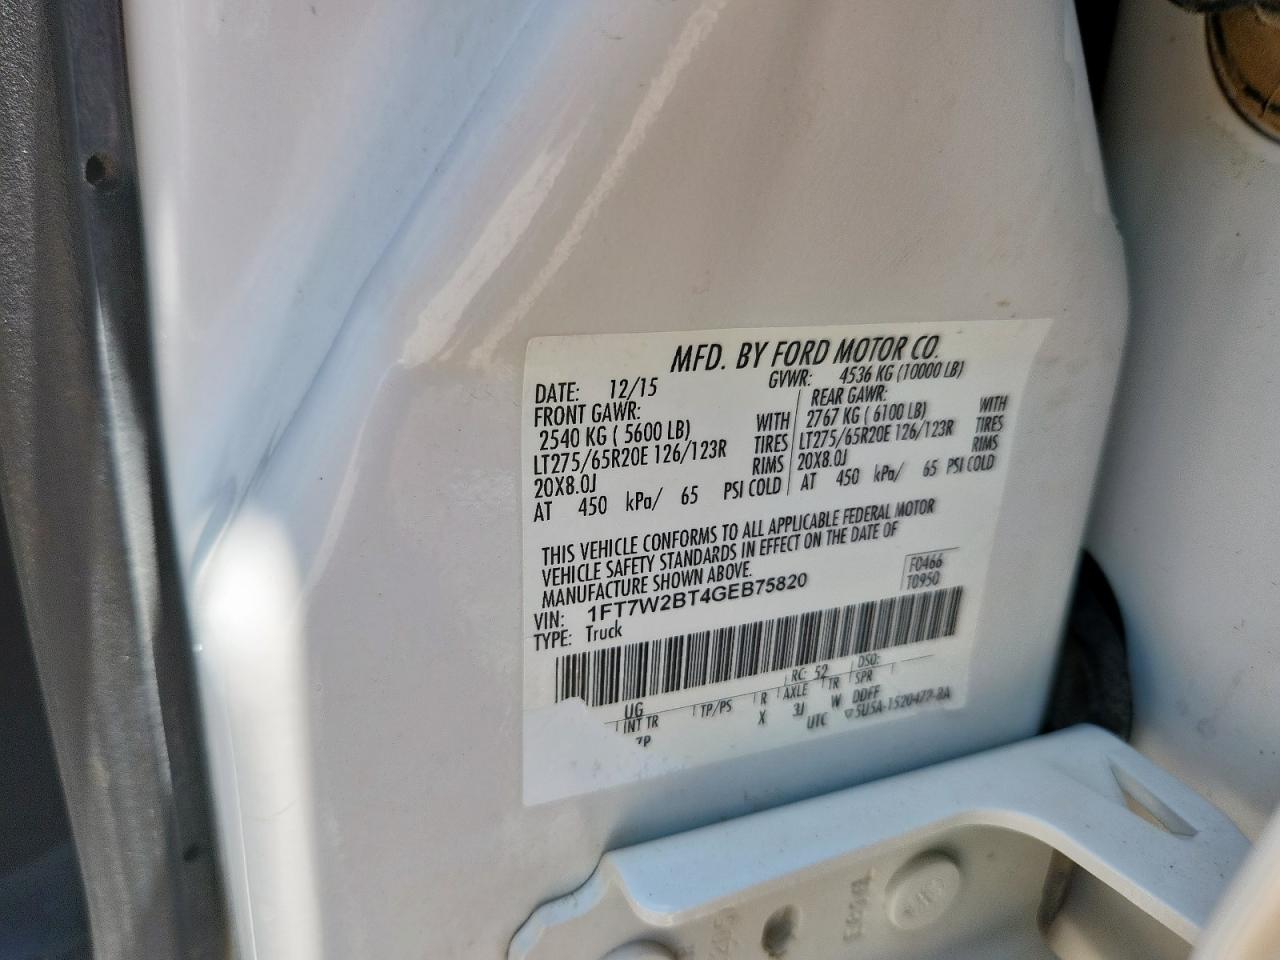 MFD. BY FORD MOTOR CO.
DATE: 12/15 GVWR: 4536 KG (10000 LB)
FRONT GAWR: REAR GAWR:
2540 KG ( 5600 LB) WITH 2767 KG ( 6100 LB) WITH
LT275/65R20E 126/123R TIRES LT275/65R20E 126/123R TIRES
20X8.0J RIMS 20X8.0J RIMS
AT 450 kPa/ 65 PSI COLD AT 450 kPa/ 65 PSI COLD
THIS VEHICLE CONFORMS TO ALL APPLICABLE FEDERAL MOTOR
VEHICLE SAFETY STANDARDS IN EFFECT ON THE DATE OF
MANUFACTURE SHOWN ABOVE.
F0466
T0950
VIN: 1FT7W2BT4GEB75820
TYPE: Truck
RC: 52 DSO:
UG
INT TR TP/PS R AXLE TR SPR
X 3J W DDFF
UTC 5U5A-1520472-BA